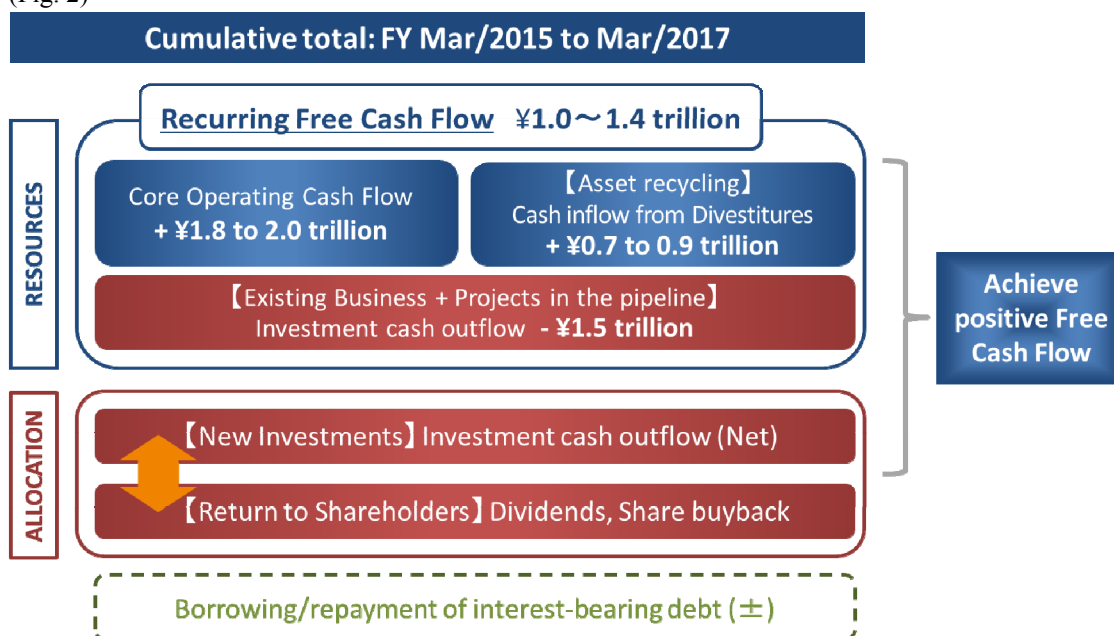 (Fig. 2)
Cumulative total: FY Mar/2015 to Mar/2017
Recurring Free Cash Flow ¥1.0～1.4 trillion
RESOURCES
Core Operating Cash Flow
+ ¥1.8 to 2.0 trillion
【Asset recycling】
Cash inflow from Divestitures
+ ¥0.7 to 0.9 trillion
【Existing Business + Projects in the pipeline】
Investment cash outflow - ¥1.5 trillion
Achieve
positive Free
Cash Flow
ALLOCATION
【New Investments】Investment cash outflow (Net)
【Return to Shareholders】Dividends, Share buyback
Borrowing/repayment of interest-bearing debt (±)